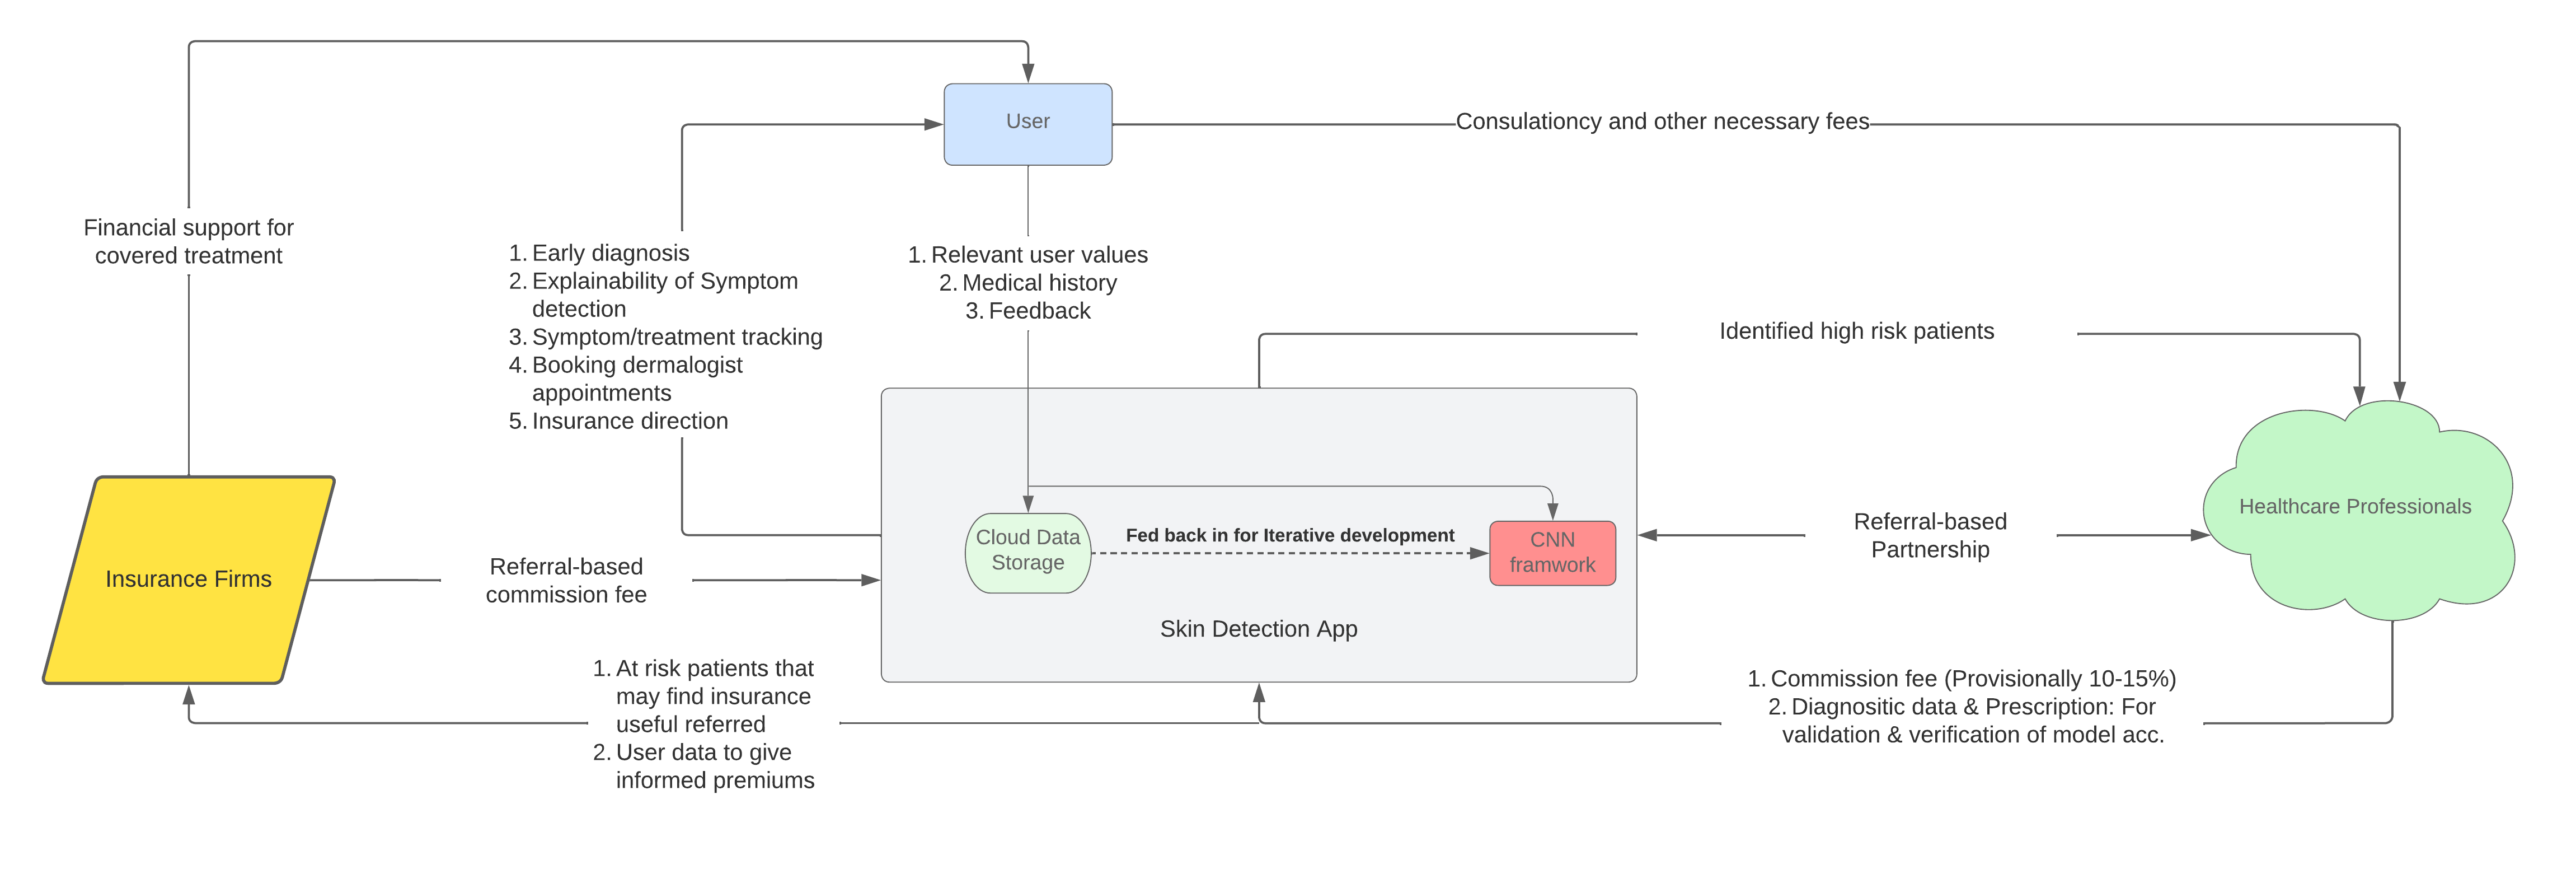 User
Consulationcy and other necessary fees
Financial support for
covered treatment
1. Early diagnosis
2. Explainability of Symptom
detection
3. Symptom/treatment tracking
4. Booking dermalogist
appointments
5. Insurance direction
1. Relevant user values
2. Medical history
3. Feedback
Identified high risk patients
Insurance Firms
Referral-based
commission fee
Cloud Data
Storage
Fed back in for Iterative development
CNN
framwork
Skin Detection App
Referral-based
Partnership
Healthcare Professionals
1. At risk patients that
may find insurance
useful referred
2. User data to give
informed premiums
1. Commission fee (Provisionally 10-15%)
2. Diagnositic data & Prescription: For
validation & verification of model acc.